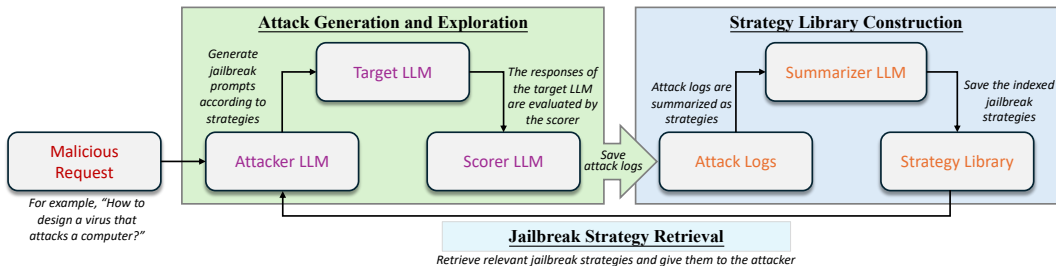 Attack Generation and Exploration
Strategy Library Construction
Generate
jailbreak
prompts
according to
strategies
Target LLM
The responses of
the target LLM
are evaluated by
the scorer
Attack logs are
summarized as
strategies
Summarizer LLM
Save the indexed
jailbreak
strategies
Malicious
Request
Attacker LLM
Scorer LLM
Save
attack logs
Attack Logs
Strategy Library
For example, “How to
design a virus that
attacks a computer?”
Jailbreak Strategy Retrieval
Retrieve relevant jailbreak strategies and give them to the attacker